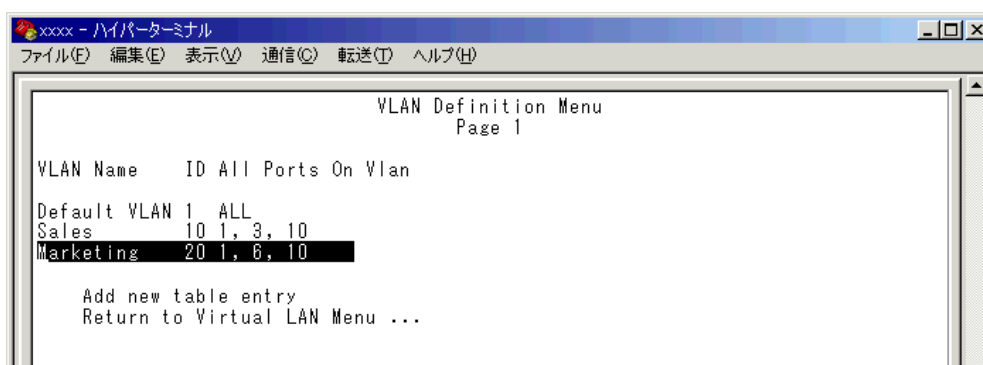 xxxx - ハイパーターミナル
ファイル(F) 編集(E) 表示(V) 通信(C) 転送(T) ヘルプ(H)
VLAN Definition Menu
Page 1
VLAN Name ID All Ports On Vlan
Default VLAN 1 ALL
Sales 10 1, 3, 10
Marketing 20 1, 6, 10
Add new table entry
Return to Virtual LAN Menu ...